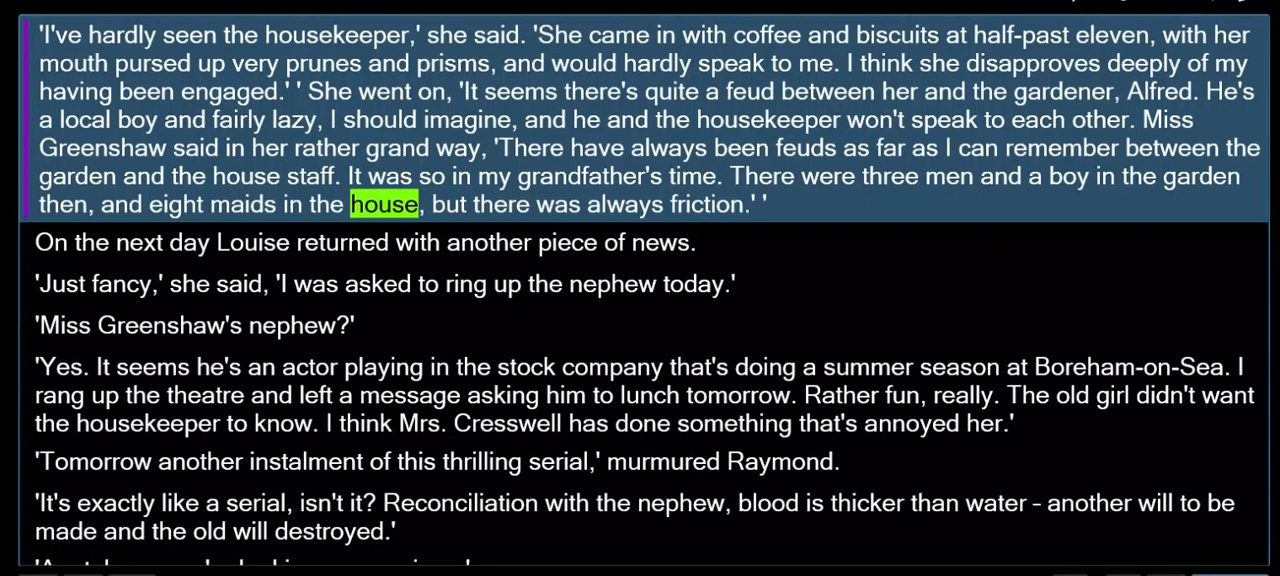 'I've hardly seen the housekeeper,' she said. 'She came in with coffee and biscuits at half-past eleven, with her
mouth pursed up very prunes and prisms, and would hardly speak to me. I think she disapproves deeply of my
having been engaged.' ' She went on, 'It seems there's quite a feud between her and the gardener, Alfred. He's
a local boy and fairly lazy, I should imagine, and he and the housekeeper won't speak to each other. Miss
Greenshaw said in her rather grand way, 'There have always been feuds as far as I can remember between the
garden and the house staff. It was so in my grandfather's time. There were three men and a boy in the garden
then, and eight maids in the house, but there was always friction.' '
On the next day Louise returned with another piece of news.
'Just fancy,' she said, 'I was asked to ring up the nephew today.'
'Miss Greenshaw's nephew?'
'Yes. It seems he's an actor playing in the stock company that's doing a summer season at Boreham-on-Sea. I
rang up the theatre and left a message asking him to lunch tomorrow. Rather fun, really. The old girl didn't want
the housekeeper to know. I think Mrs. Cresswell has done something that's annoyed her.'
'Tomorrow another instalment of this thrilling serial,' murmured Raymond.
'It's exactly like a serial, isn't it? Reconciliation with the nephew, blood is thicker than water – another will to be
made and the old will destroyed.'